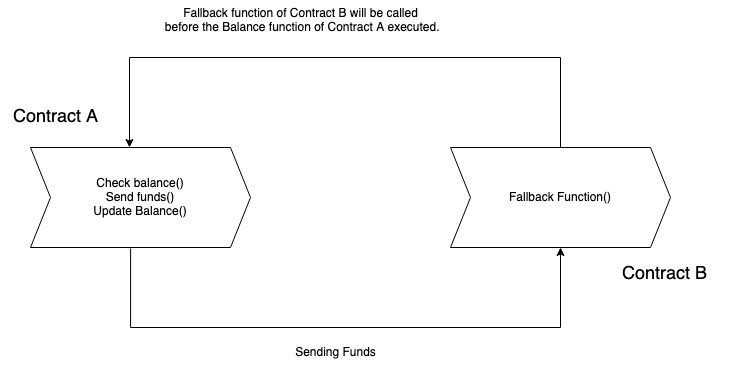 Fallback function of Contract B will be called
before the Balance function of Contract A executed.
Contract A
Check balance()
Send funds()
Update Balance()
Fallback Function()
Contract B
Sending Funds